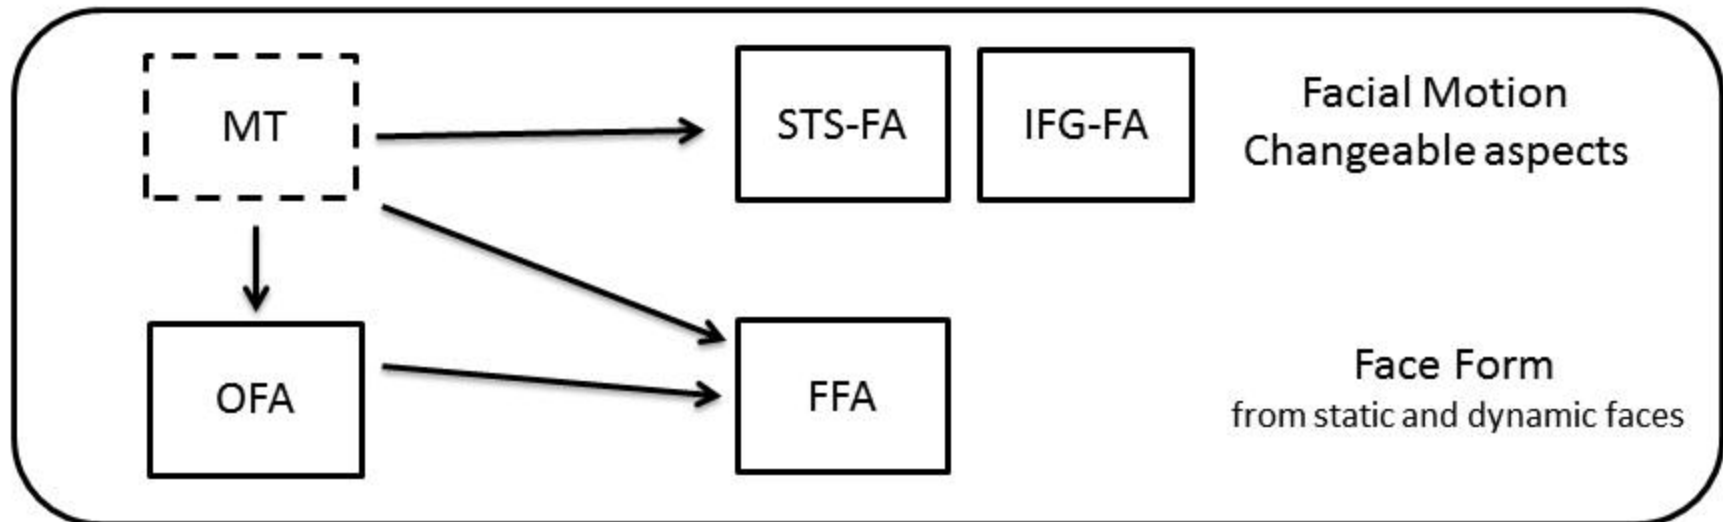 MT
STS-FA
IFG-FA
Facial Motion
Changeable aspects
OFA
FFA
Face Form
from static and dynamic faces